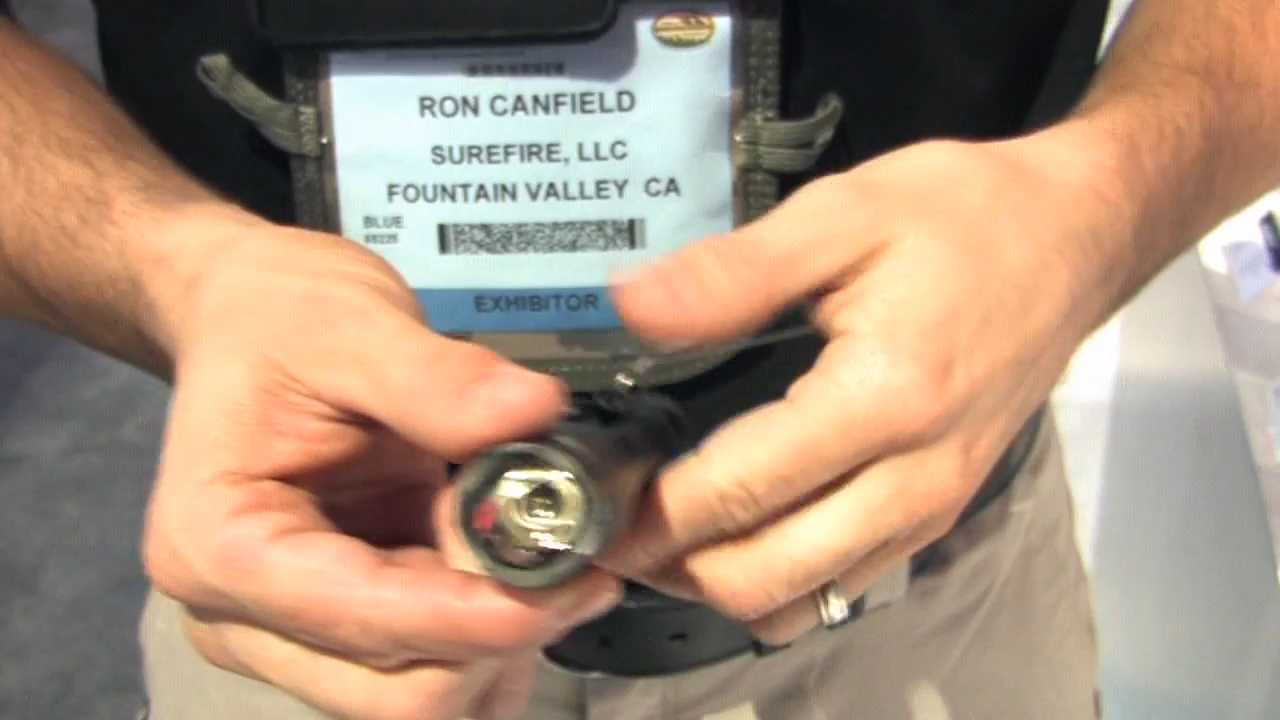 RON CANFIELD
SUREFIRE, LLC
FOUNTAIN VALLEY CA
BLUE
EXHIBITOR